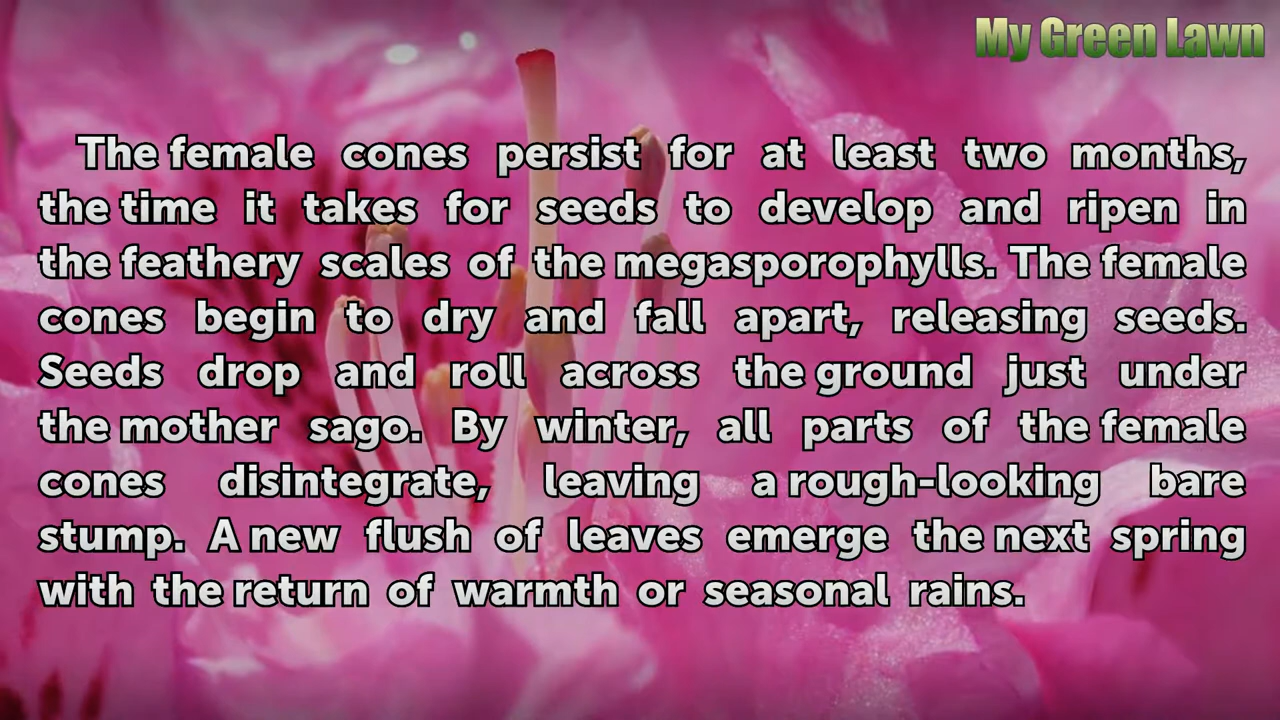 My Green Lawn
The female cones persist for at least two months,
the time it takes for seeds to develop and ripen in
the feathery scales of the megasporophylls. The female
cones begin to dry and fall apart, releasing seeds.
Seeds drop and roll across the ground just under
the mother sago. By winter, all parts of the female
cones disintegrate, leaving a rough-looking bare
stump. A new flush of leaves emerge the next spring
with the return of warmth or seasonal rains.